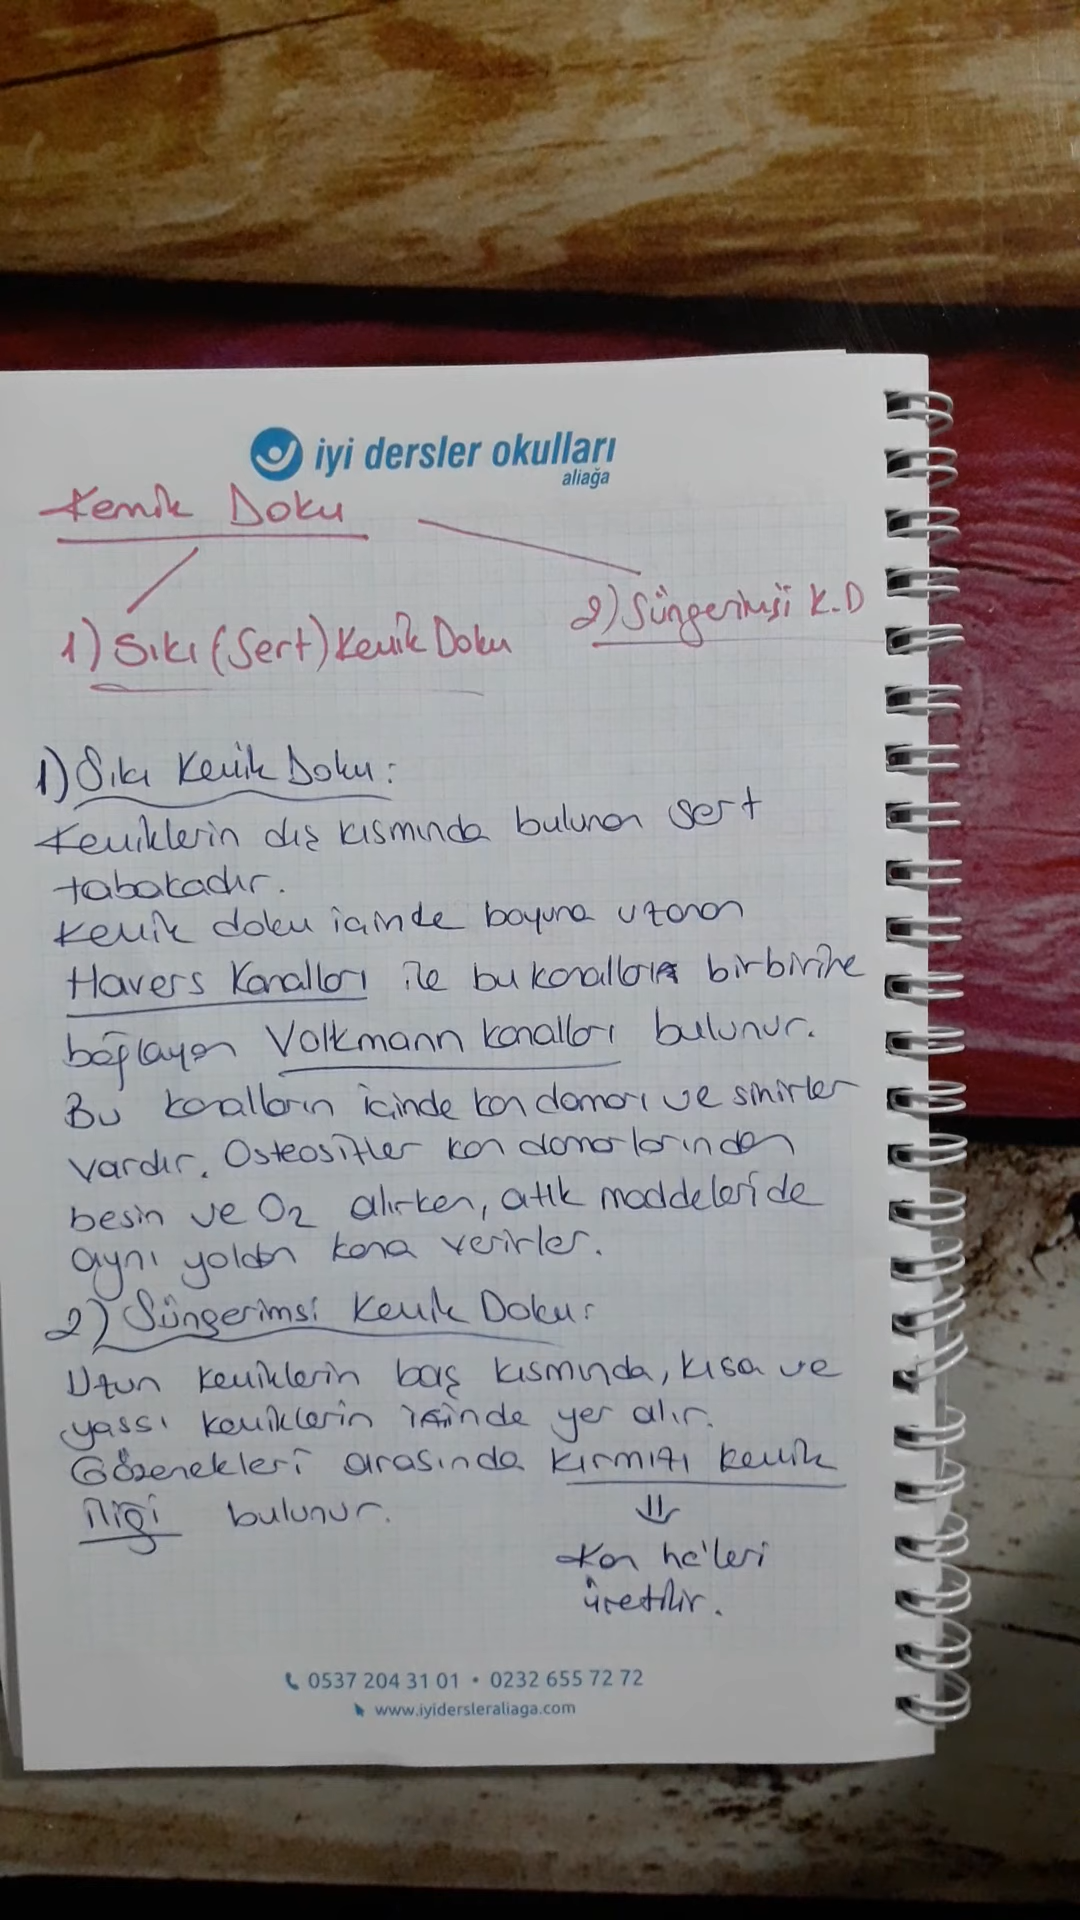 iyi dersler okulları
aliağa
Kemik Doku
1) Sıkı (Sert) Kemik Doku
2) Süngerimsi K.D
1) Sıkı Kemik Doku:
Kemiklerin dış kısmında bulunan sert
tabakadır.
Kemik doku içinde boyuna uzanan
Havers Kanalları ile bu kanalları birbirine
bağlayan Volkmann kanalları bulunur.
Bu kanalların içinde kan damarı ve sinirler
vardır. Osteositler kan damarlarından
besin ve O2 alırken, atık maddeleri de
aynı yoldan kana verirler.
2) Süngerimsi Kemik Doku:
Uzun kemiklerin baş kısmında, kısa ve
yassı kemiklerin içinde yer alır.
Gözenekleri arasında kırmızı kemik
iliği bulunur.
Kan hc'leri
üretilir.
0537 204 31 01 • 0232 655 72 72
www.iyidersleraliaga.com